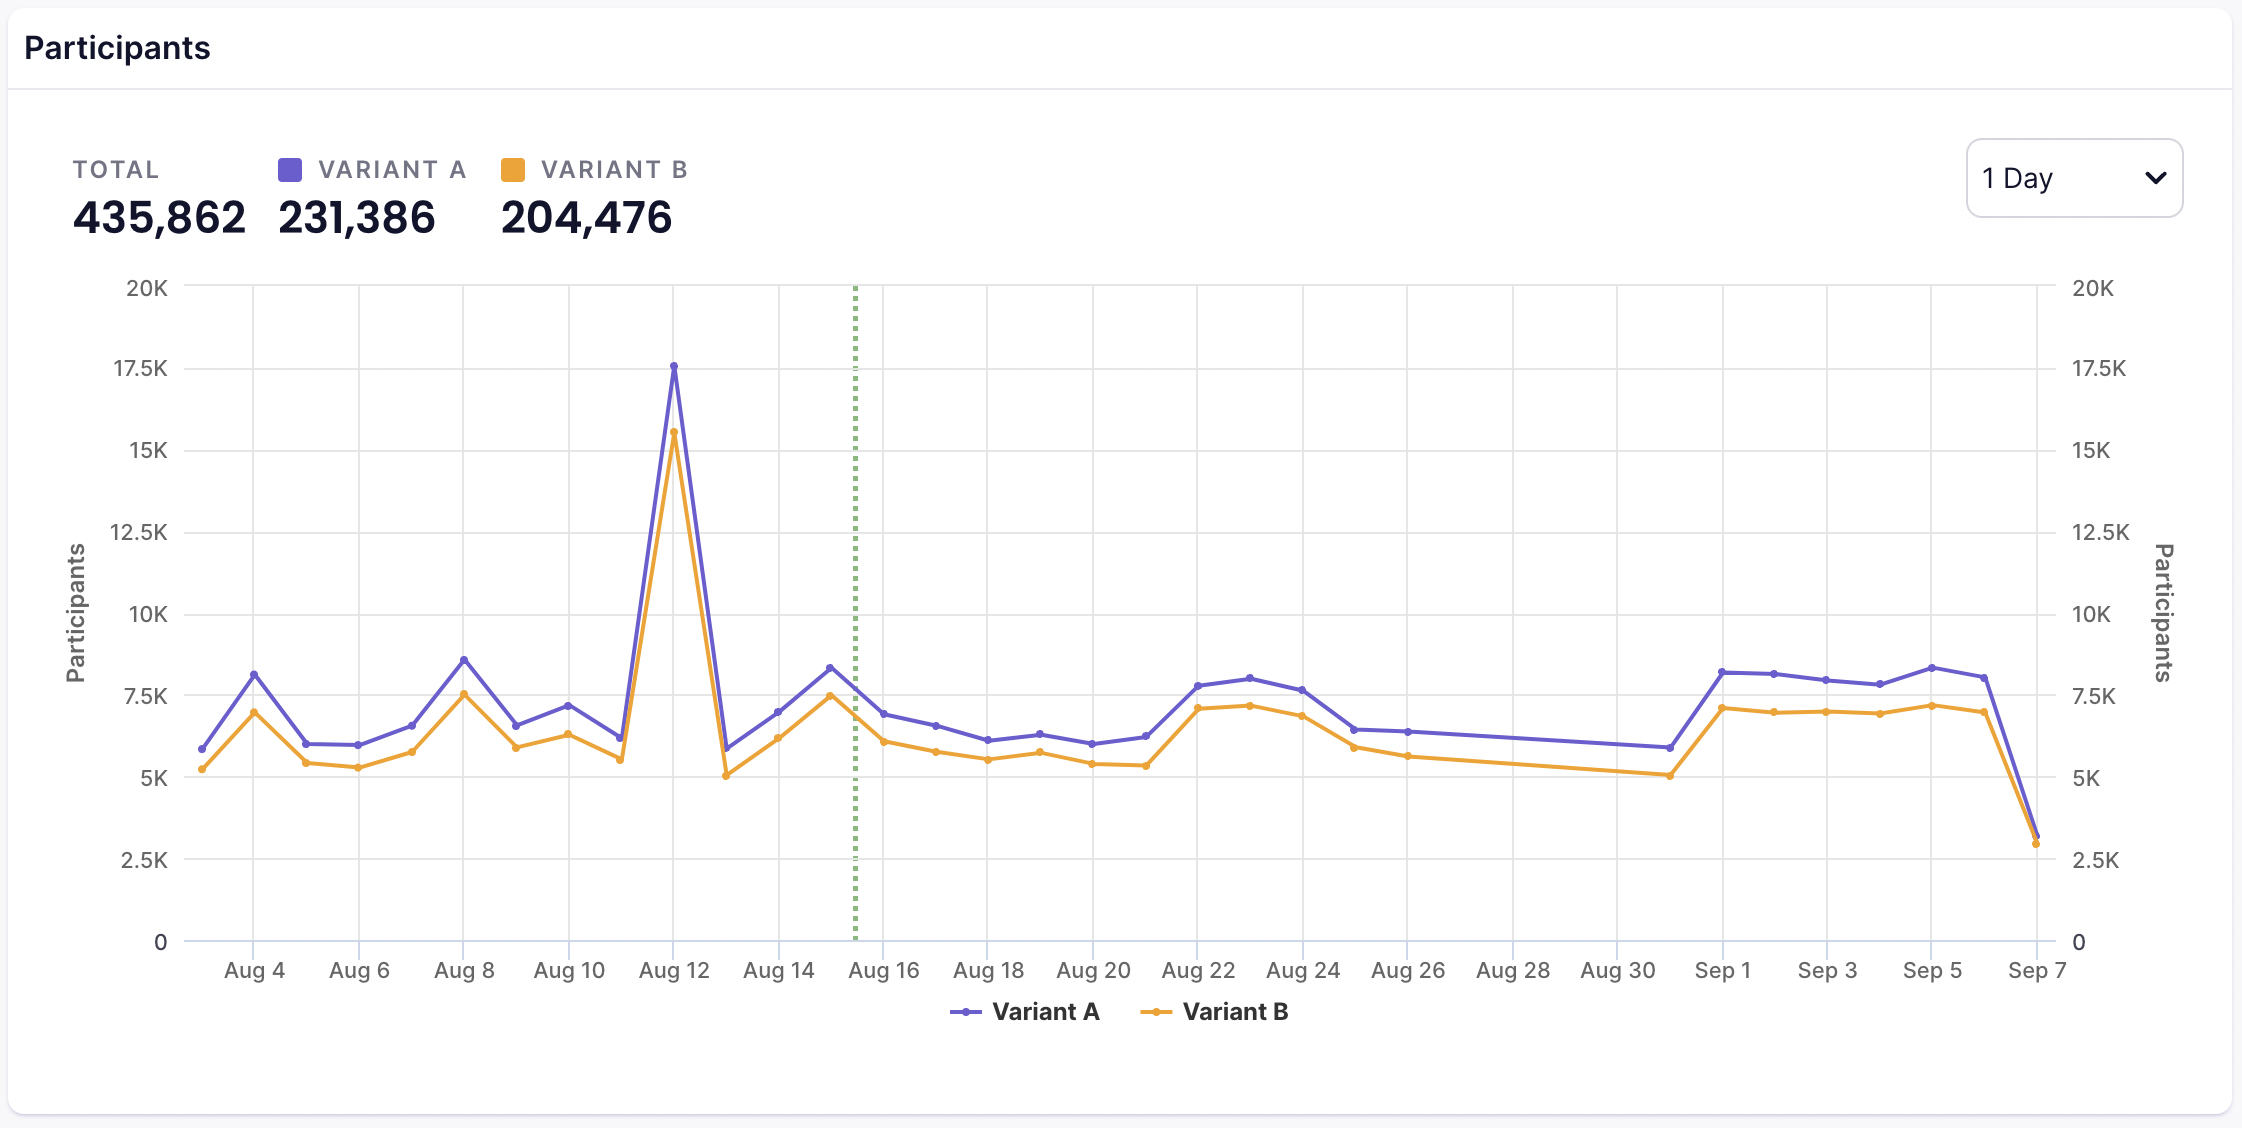 Participants
TOTAL
VARIANT A
VARIANT B
435,862
231,386
204,476
1 Day
20K
17.5K
15K
12.5K
10K
7.5K
5K
2.5K
0
Participants
20K
17.5K
15K
12.5K
10K
7.5K
5K
2.5K
0
Participants
Aug 4
Aug 6
Aug 8
Aug 10
Aug 12
Aug 14
Aug 16
Aug 18
Aug 20
Aug 22
Aug 24
Aug 26
Aug 28
Aug 30
Sep 1
Sep 3
Sep 5
Sep 7
Variant A
Variant B